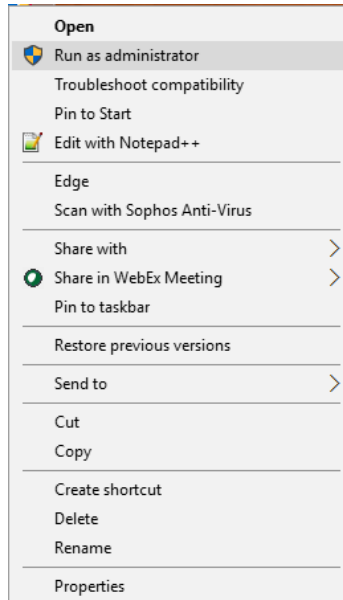 Open
Run as administrator
Troubleshoot compatibility
Pin to Start
Edit with Notepad++
Edge
Scan with Sophos Anti-Virus
Share with
Share in WebEx Meeting
Pin to taskbar
Restore previous versions
Send to
Cut
Copy
Create shortcut
Delete
Rename
Properties